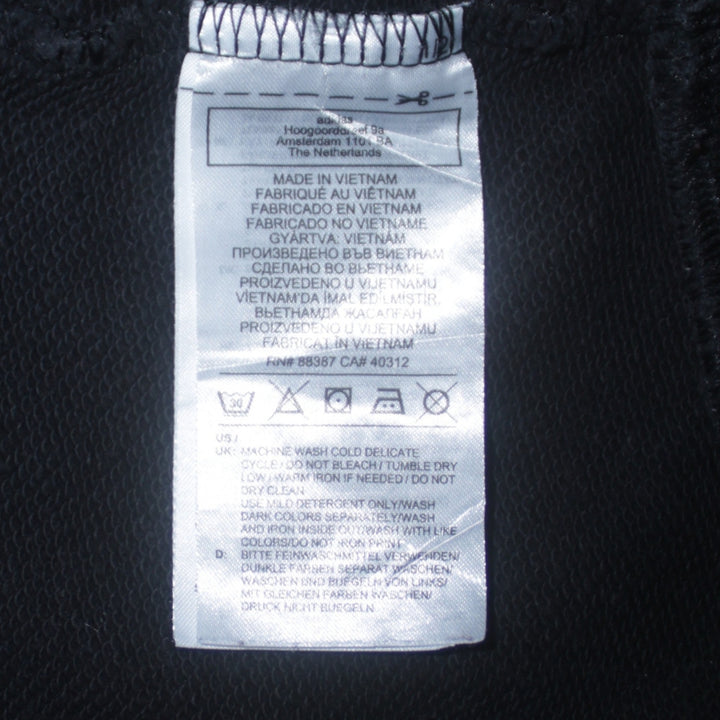 adidas
Hoogoorddreef 9a
Amsterdam 1101 BA
The Netherlands
MADE IN VIETNAM
FABRIQUÉ AU VIÊTNAM
FABRICADO EN VIETNAM
FABRICADO NO VIETNAME
GYÁRTVA: VIETNÁM
ПРОИЗВЕДЕНО ВЪВ ВИЕТНАМ
СДЕЛАНО ВО ВЬЕТНАМЕ
PROIZVEDENO U VIJETNAMU
VIETNAM'DA İMAL EDİLMİŞTİR.
ВЬЕТНАМДА ЖАСАЛҒАН
PROIZVEDENO U VIJETNAMU
FABRICAT ÎN VIETNAM
RN# 88387 CA# 40312
30
US /
UK: MACHINE WASH COLD DELICATE
CYCLE / DO NOT BLEACH / TUMBLE DRY
LOW / WARM IRON IF NEEDED / DO NOT
DRY CLEAN
USE MILD DETERGENT ONLY/WASH
DARK COLORS SEPARATELY/WASH
AND IRON INSIDE OUT/WASH WITH LIKE
COLORS/DO NOT IRON PRINT
D: BITTE FEINWASCHMITTEL VERWENDEN/
DUNKLE FARBEN SEPARAT WASCHEN/
WASCHEN UND BUEGELN VON LINKS/
MIT GLEICHEN FARBEN WASCHEN/
DRUCK NICHT BUEGELN